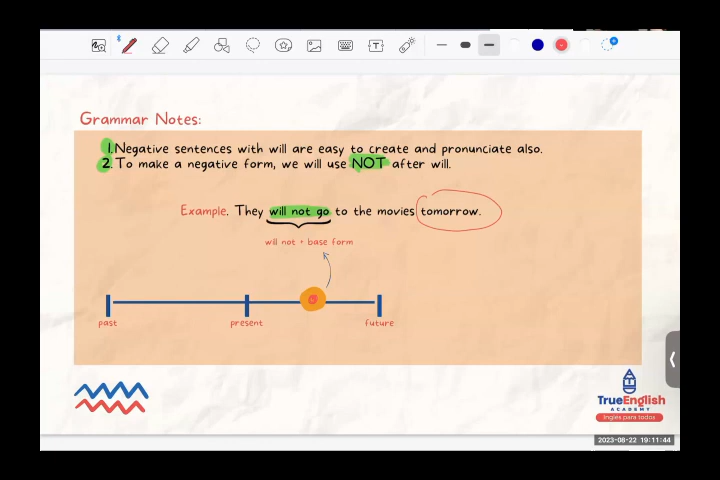 Grammar Notes:
1.Negative sentences with will are easy to create and pronunciate also.
2.To make a negative form, we will use NOT after will.
Example. They will not go to the movies tomorrow.
will not + base form
past
present
future
TrueEnglish
ACADEMY
Inglés para todos
2023-08-22 19:11:44